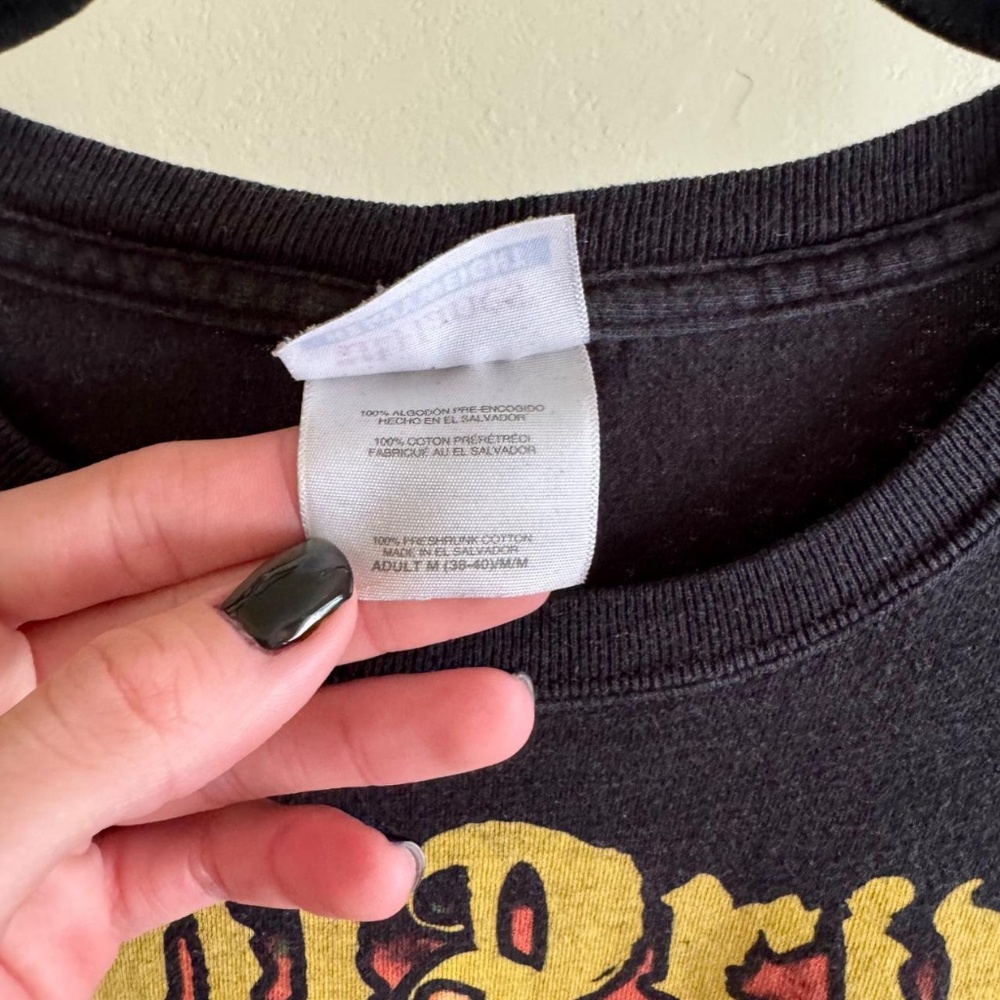 100% ALGODÓN PRE-ENCOGIDO
HECHO EN EL SALVADOR
100% COTON PRÉRÉTRÉCI
FABRIQUÉ AU EL SALVADOR
100% PRESHRUNK COTTON
MADE IN EL SALVADOR
ADULT M (38-40)/M/M